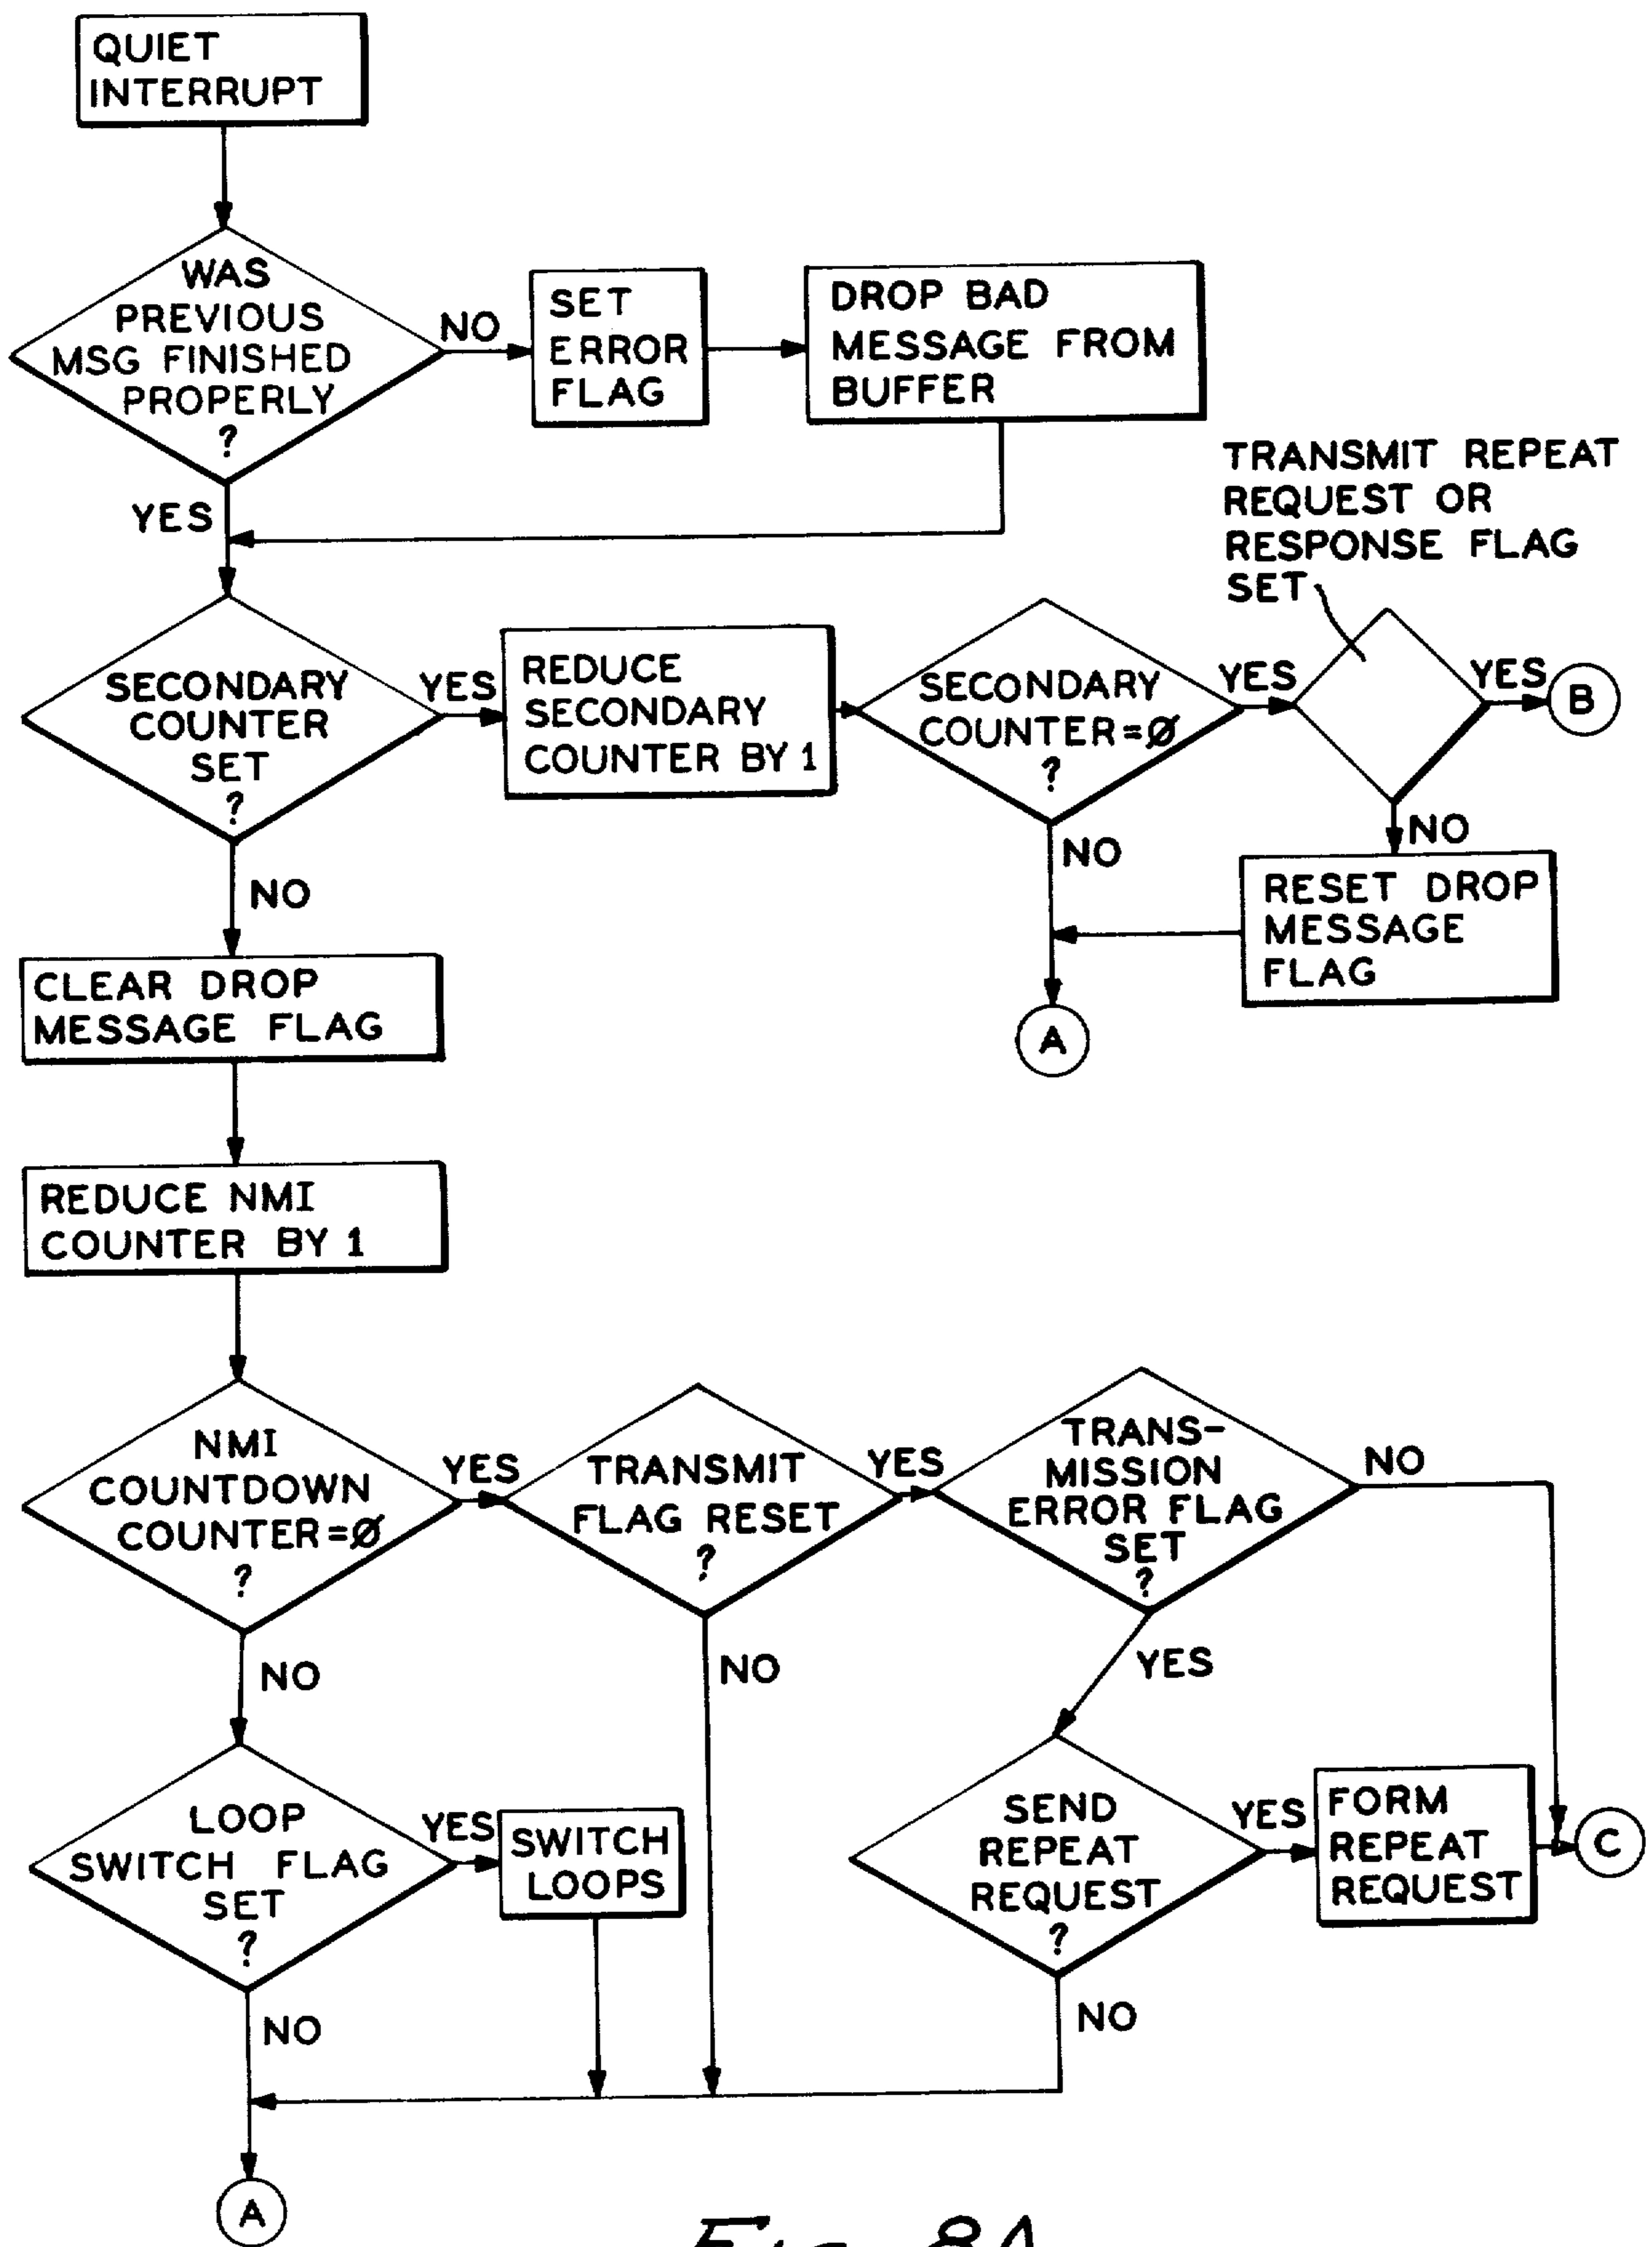 QUIET
INTERRUPT
WAS
PREVIOUS
MSG FINISHED
PROPERLY
?
NO
SET
ERROR
FLAG
DROP BAD
MESSAGE FROM
BUFFER
YES
TRANSMIT REPEAT
REQUEST OR
RESPONSE FLAG
SET
SECONDARY
COUNTER
SET
?
YES
REDUCE
SECONDARY
COUNTER BY 1
SECONDARY
COUNTER=Ø
?
YES
YES
B
NO
NO
RESET DROP
MESSAGE
FLAG
A
NO
CLEAR DROP
MESSAGE FLAG
REDUCE NMI
COUNTER BY 1
NMI
COUNTDOWN
COUNTER=Ø
?
YES
TRANSMIT
FLAG RESET
?
YES
TRANS-
MISSION
ERROR FLAG
SET
?
NO
NO
NO
YES
LOOP
SWITCH FLAG
SET
?
YES
SWITCH
LOOPS
SEND
REPEAT
REQUEST
?
YES
FORM
REPEAT
REQUEST
C
NO
NO
A
Fig. 8A